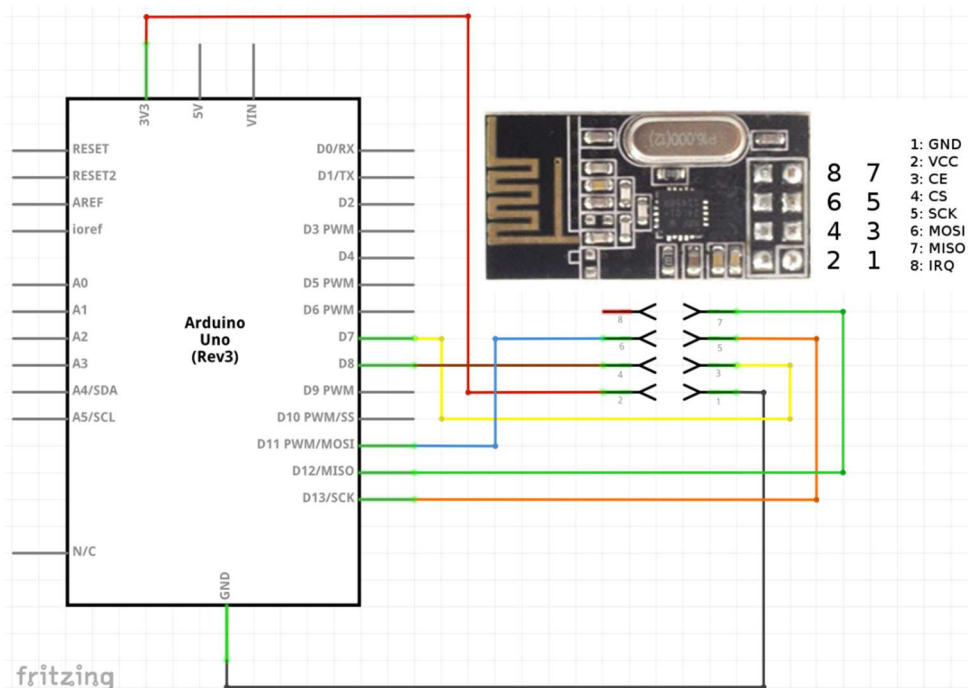 3V3
5V
VIN
RESET
RESET2
AREF
ioref
A0
A1
A2
A3
A4/SDA
A5/SCL
N/C
Arduino
Uno
(Rev3)
D0/RX
D1/TX
D2
D3 PWM
D4
D5 PWM
D6 PWM
D7
D8
D9 PWM
D10 PWM/SS
D11 PWM/MOSI
D12/MISO
D13/SCK
GND
8 7
6 5
4 3
2 1
1: GND
2: VCC
3: CE
4: CS
5: SCK
6: MOSI
7: MISO
8: IRQ
8 7
6 5
4 3
2 1
fritzing